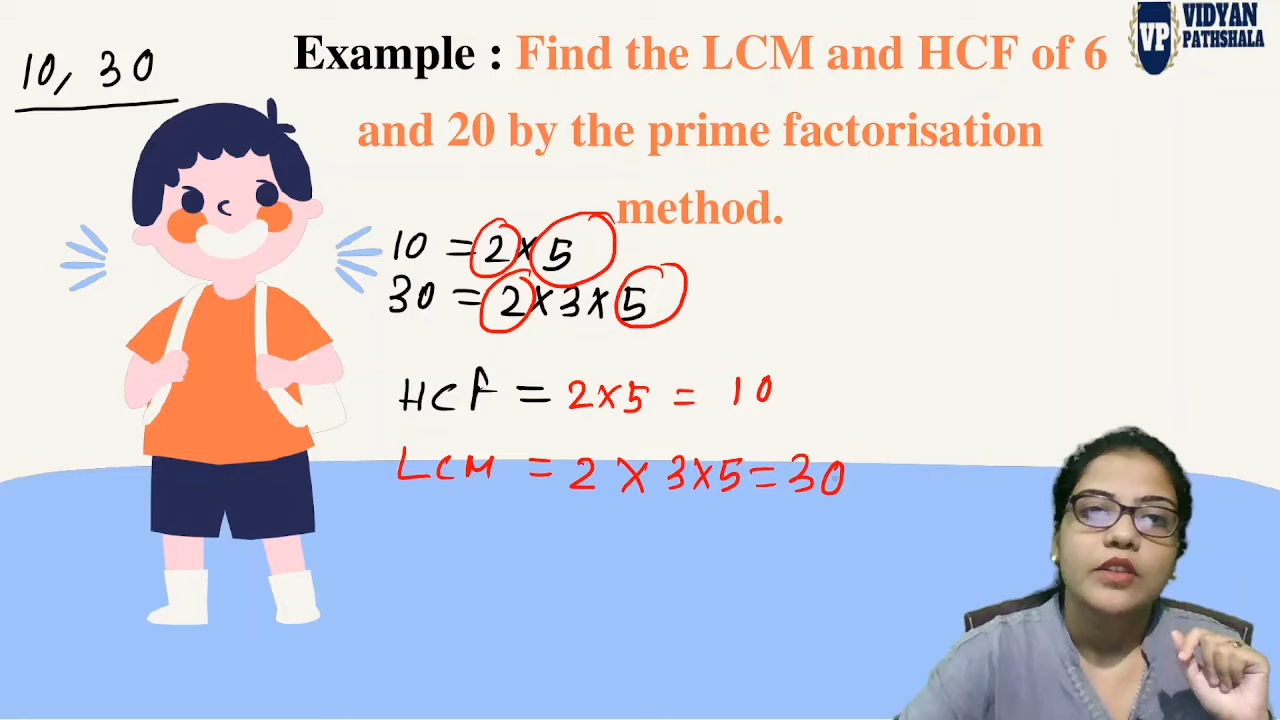 10, 30
Example : Find the LCM and HCF of 6
and 20 by the prime factorisation
method.
VP
VIDYAN
PATHSHALA
10 = 2 × 5
30 = 2 × 3 × 5
HCF = 2×5 = 10
LCM = 2 × 3×5 = 30